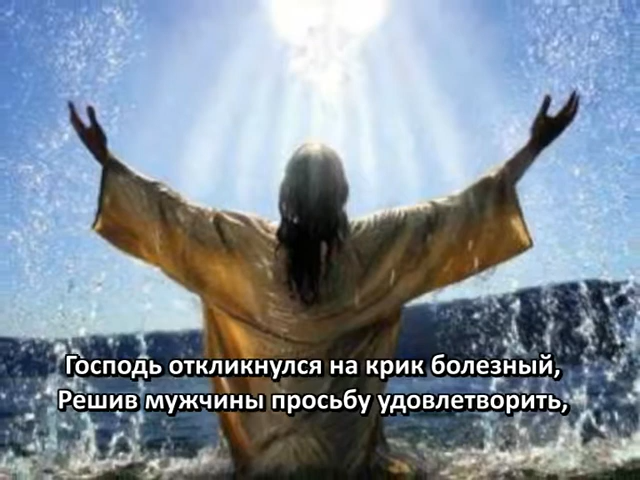 Господь откликнулся на крик болезный,
Решив мужчины просьбу удовлетворить,